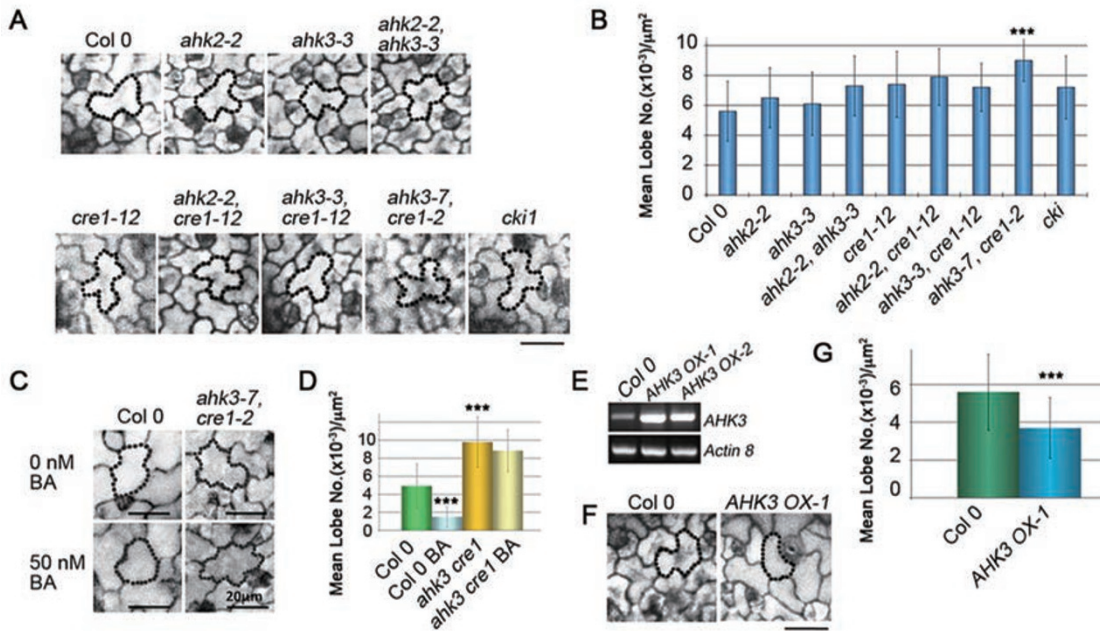 A
Col 0
ahk2-2
ahk3-3
ahk2-2,
ahk3-3
cre1-12
ahk2-2,
cre1-12
ahk3-3,
cre1-12
ahk3-7,
cre1-2
cki1
B
Mean Lobe No.(x10-3)/µm2
10
8
6
4
2
0
***
Col 0
ahk2-2
ahk3-3
ahk2-2, ahk3-3
cre1-12
ahk2-2, cre1-12
ahk3-3, cre1-12
ahk3-7, cre1-2
cki
C
Col 0
ahk3-7,
cre1-2
0 nM
BA
50 nM
BA
20µm
D
Mean Lobe No.(x10-3)/µm2
10
8
6
4
2
0
***
***
Col 0
Col 0 BA
ahk3 cre1
ahk3 cre1 BA
E
Col 0
AHK3 OX-1
AHK3 OX-2
AHK3
Actin 8
F
Col 0
AHK3 OX-1
G
Mean Lobe No.(x10-3)/µm2
6
4
2
0
***
Col 0
AHK3 OX-1